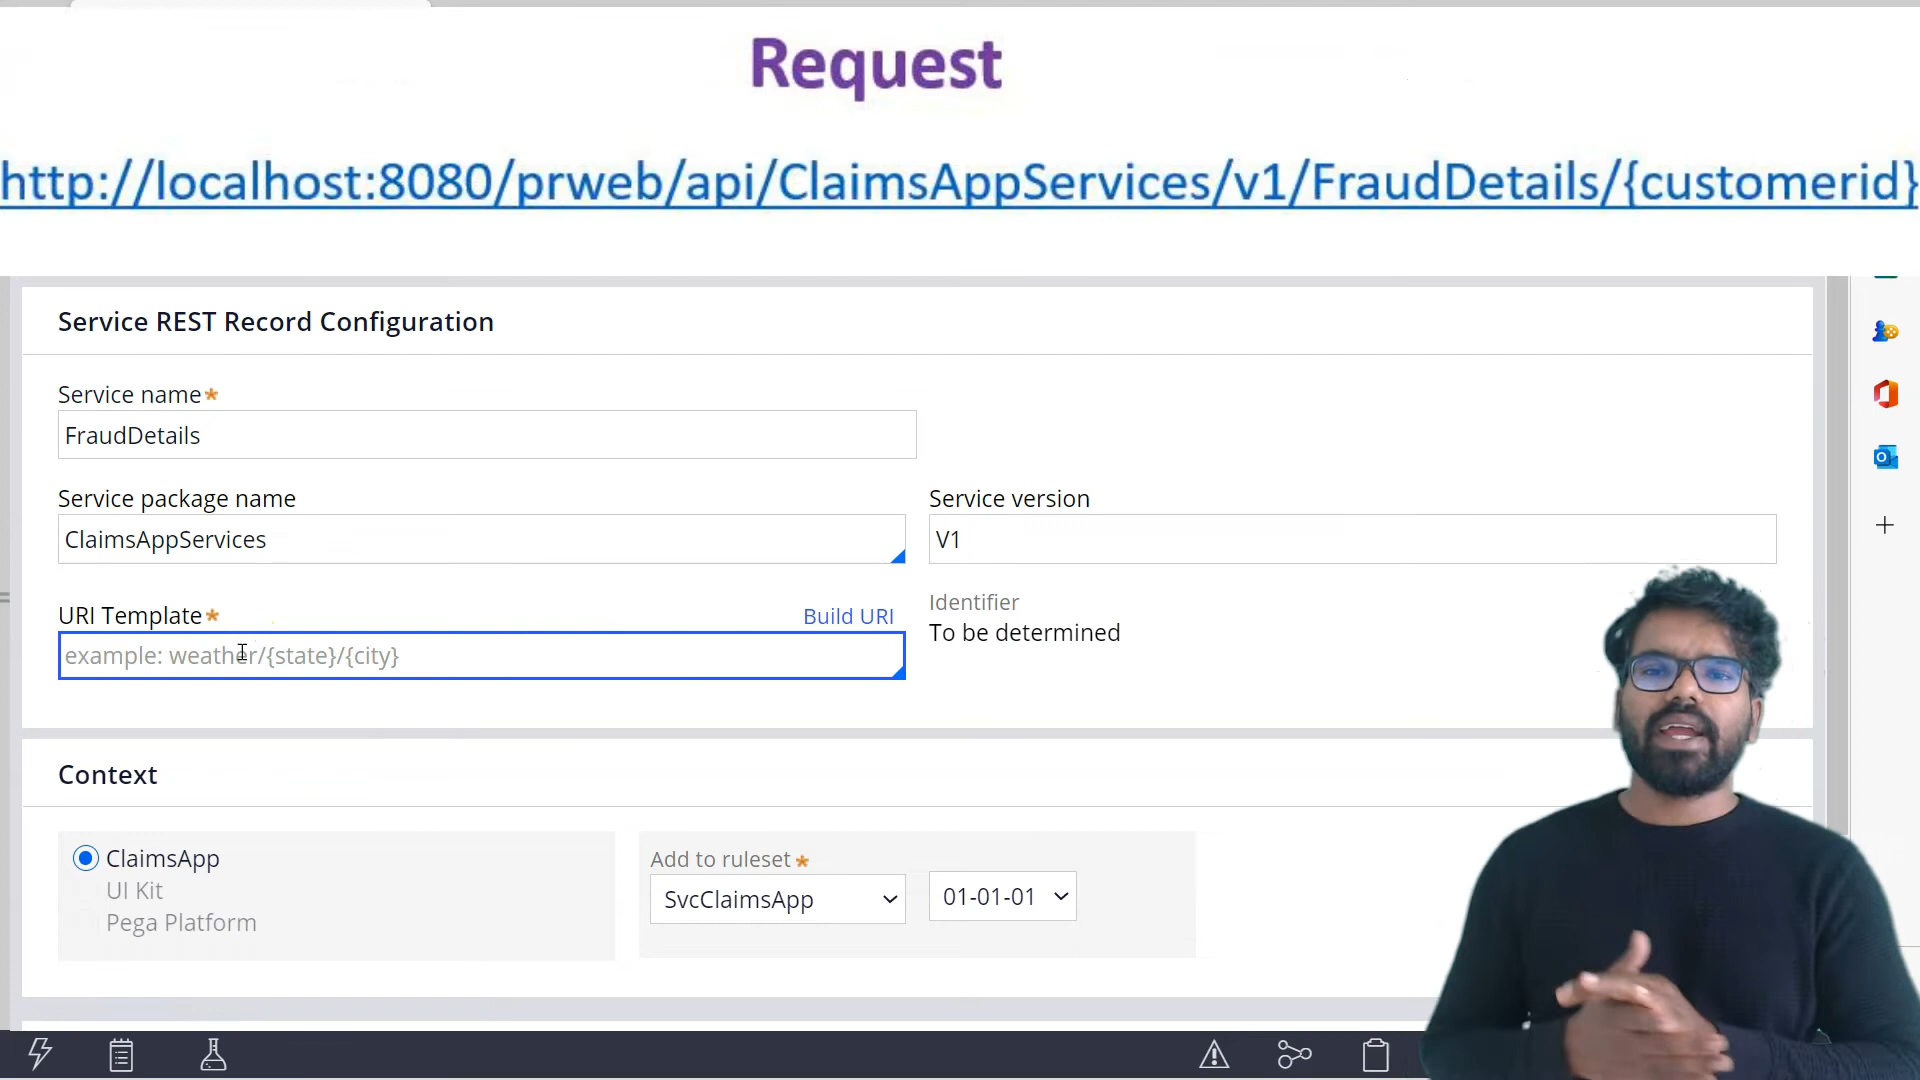 Request
http://localhost:8080/prweb/api/ClaimsAppServices/v1/FraudDetails/{customerid}
Service REST Record Configuration
Service name*
FraudDetails
Service package name
Service version
ClaimsAppServices
V1
URI Template*
Build URI
Identifier
example: weather/{state}/{city}
To be determined
Context
ClaimsApp
UI Kit
Pega Platform
Add to ruleset*
SvcClaimsApp
01-01-01